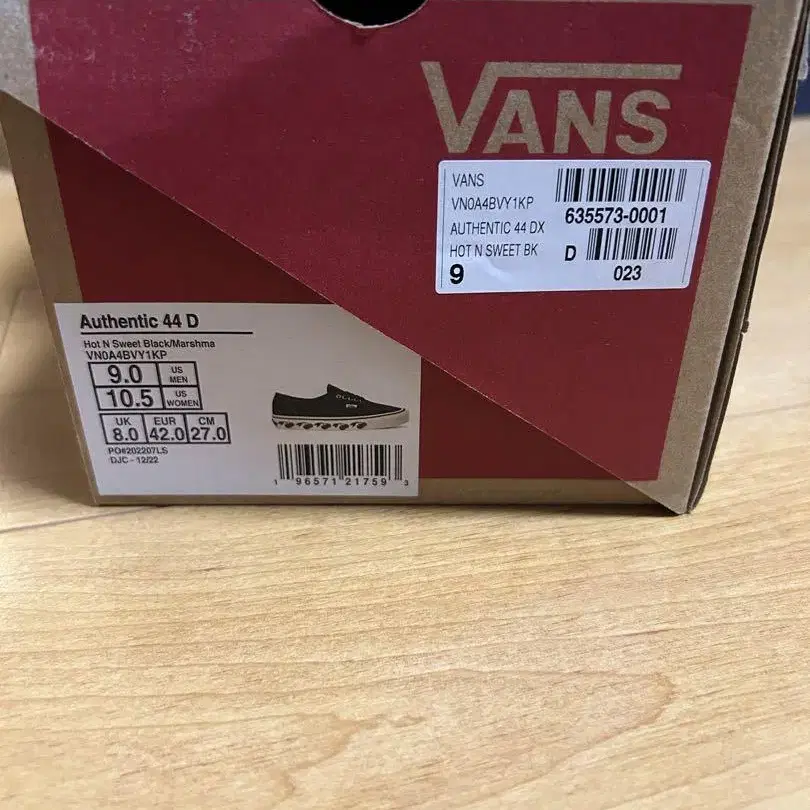 VANS
VANS
VN0A4BVY1KP
635573-0001
AUTHENTIC 44 DX
HOT N SWEET BK
D
9
023
Authentic 44 D
Hot N Sweet Black/Marshma
VN0A4BVY1KP
9.0 US MEN
10.5 US WOMEN
UK EUR CM
8.0 42.0 27.0
PO#202207LS
DJC - 12/22
1 96571 21759 3